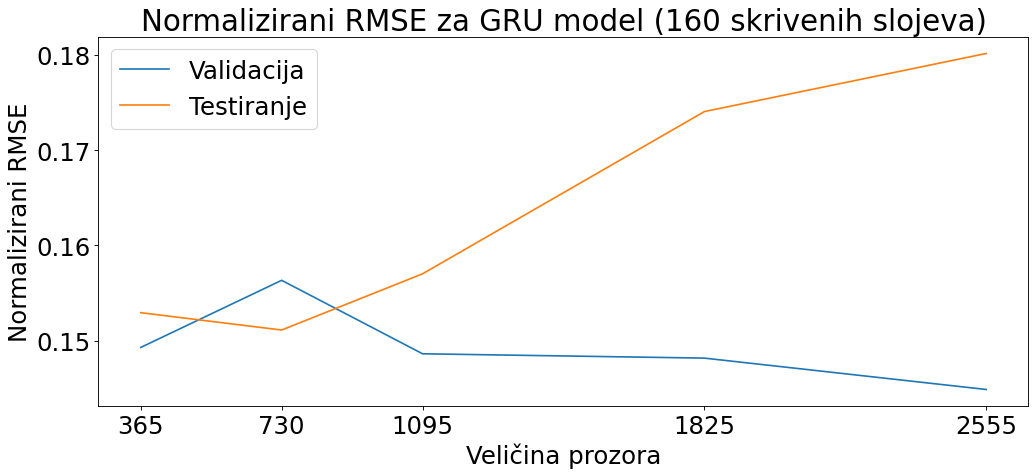 Normalizirani RMSE za GRU model (160 skrivenih slojeva)
Validacija
Testiranje
Normalizirani RMSE
0.18
0.17
0.16
0.15
365 730 1095 1825 2555
Veličina prozora